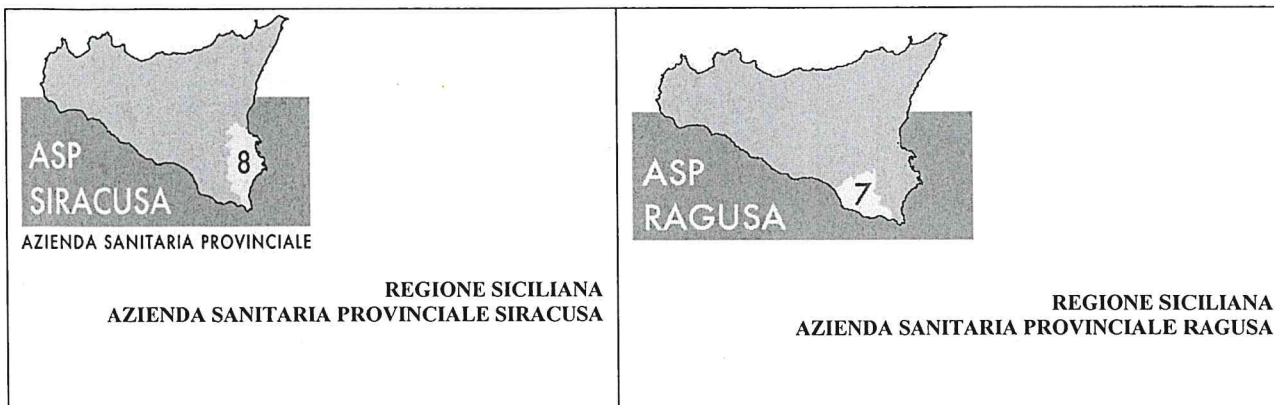 ASP
SIRACUSA
8
AZIENDA SANITARIA PROVINCIALE
REGIONE SICILIANA
AZIENDA SANITARIA PROVINCIALE SIRACUSA
ASP
RAGUSA
7
REGIONE SICILIANA
AZIENDA SANITARIA PROVINCIALE RAGUSA